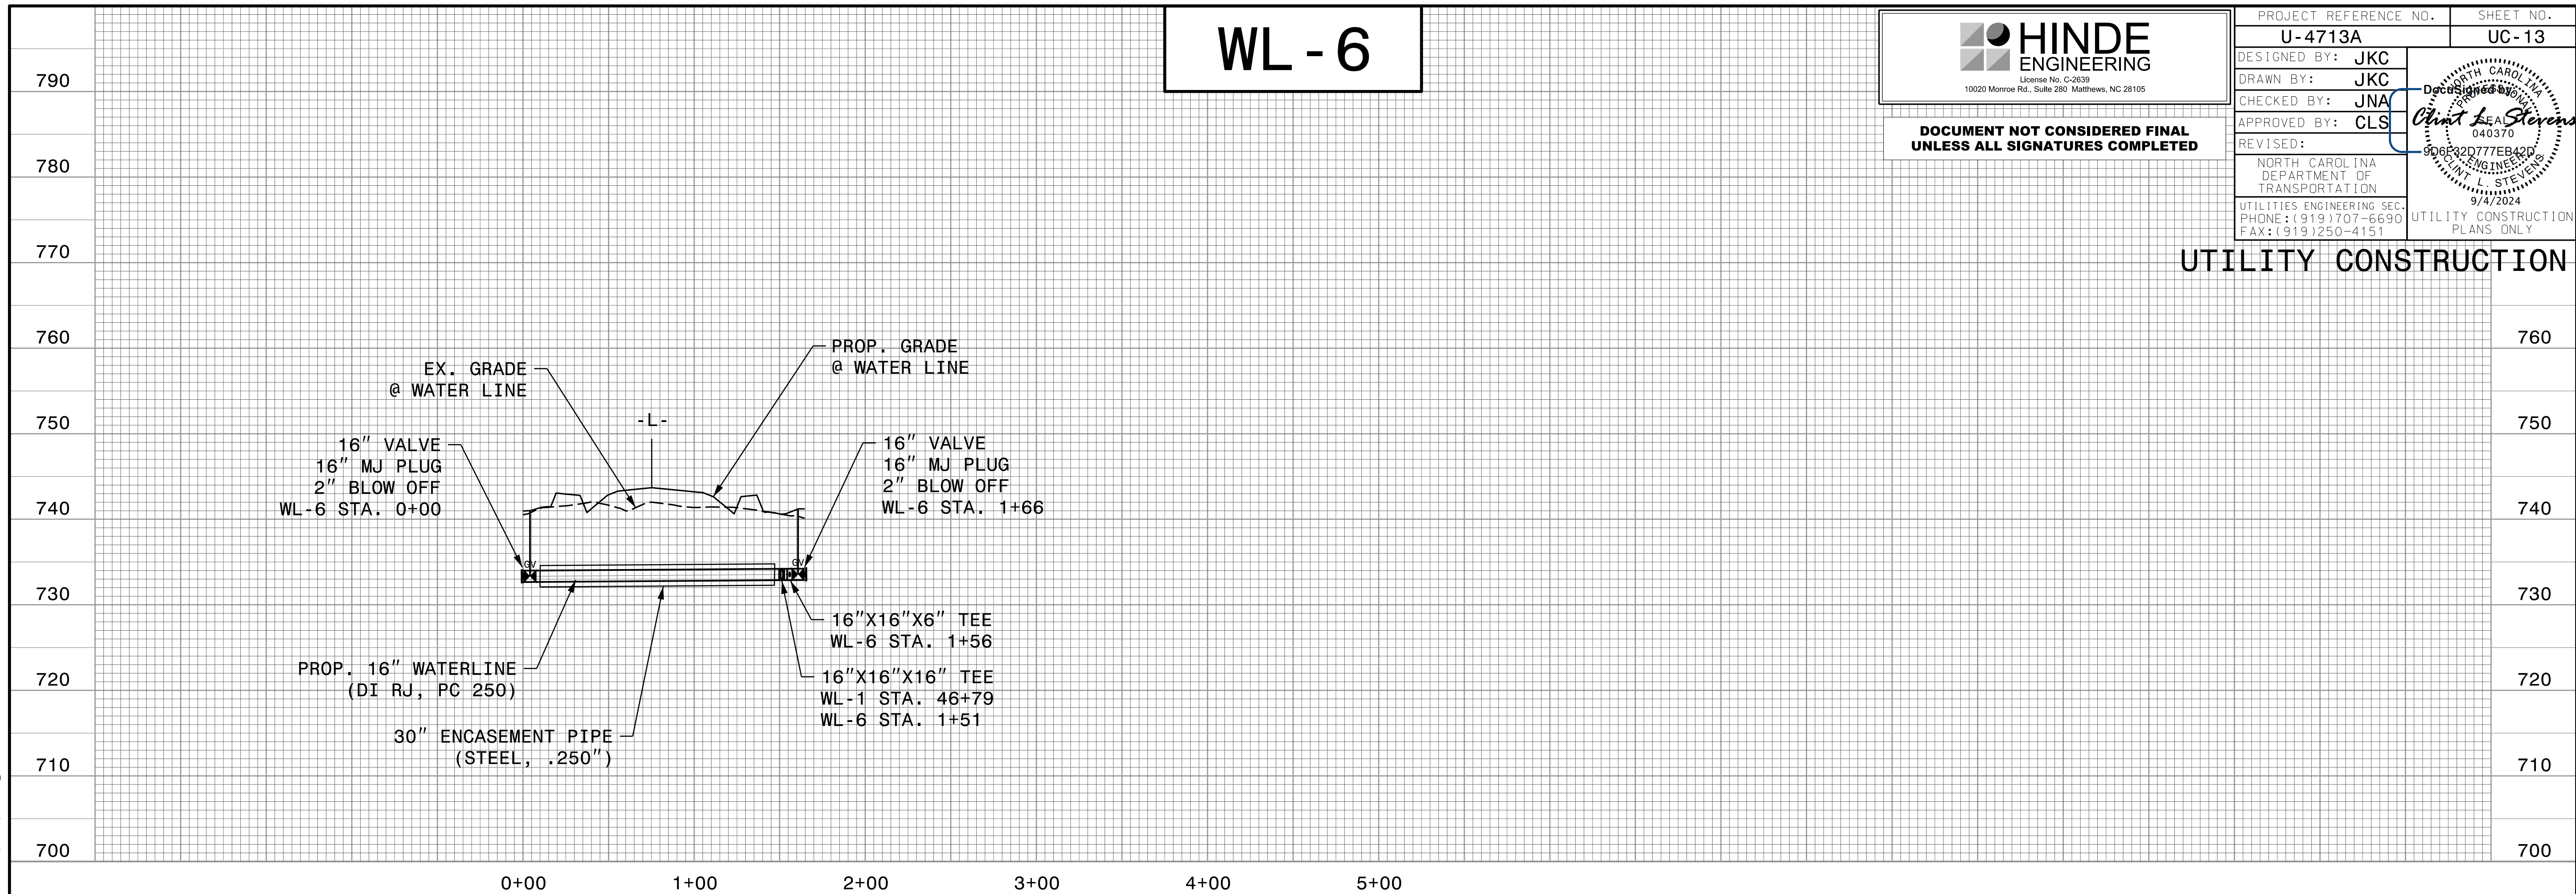 WL-6
HINDE
ENGINEERING
License No. C-2639
10020 Monroe Rd., Suite 280 Matthews, NC 28105
DOCUMENT NOT CONSIDERED FINAL
UNLESS ALL SIGNATURES COMPLETED
PROJECT REFERENCE NO.
SHEET NO.
U-4713A
UC-13
DESIGNED BY: JKC
DRAWN BY: JKC
CHECKED BY: JNA
APPROVED BY: CLS
REVISED:
NORTH CAROLINA
DEPARTMENT OF
TRANSPORTATION
UTILITIES ENGINEERING SEC.
PHONE:(919)707-6690
FAX:(919)250-4151
NORTH CAROLINA
PROFESSIONAL
DocuSigned by:
Clint L. Stevens
SEAL
040370
9D6F32D777EB42D
ENGINEER
CLINT L. STEVENS
9/4/2024
UTILITY CONSTRUCTION
PLANS ONLY
UTILITY CONSTRUCTION
790
780
770
760
750
740
730
720
710
700
EX. GRADE
@ WATER LINE
PROP. GRADE
@ WATER LINE
-L-
16" VALVE
16" MJ PLUG
2" BLOW OFF
WL-6 STA. 0+00
16" VALVE
16" MJ PLUG
2" BLOW OFF
WL-6 STA. 1+66
GV
GV
16"X16"X6" TEE
WL-6 STA. 1+56
16"X16"X16" TEE
WL-1 STA. 46+79
WL-6 STA. 1+51
PROP. 16" WATERLINE
(DI RJ, PC 250)
30" ENCASEMENT PIPE
(STEEL, .250")
760
750
740
730
720
710
700
0+00 1+00 2+00 3+00 4+00 5+00